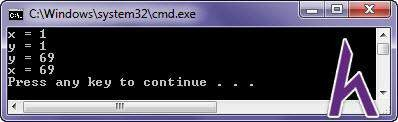 C:\Windows\system32\cmd.exe
x = 1
y = 1
y = 69
x = 69
Press any key to continue . . .